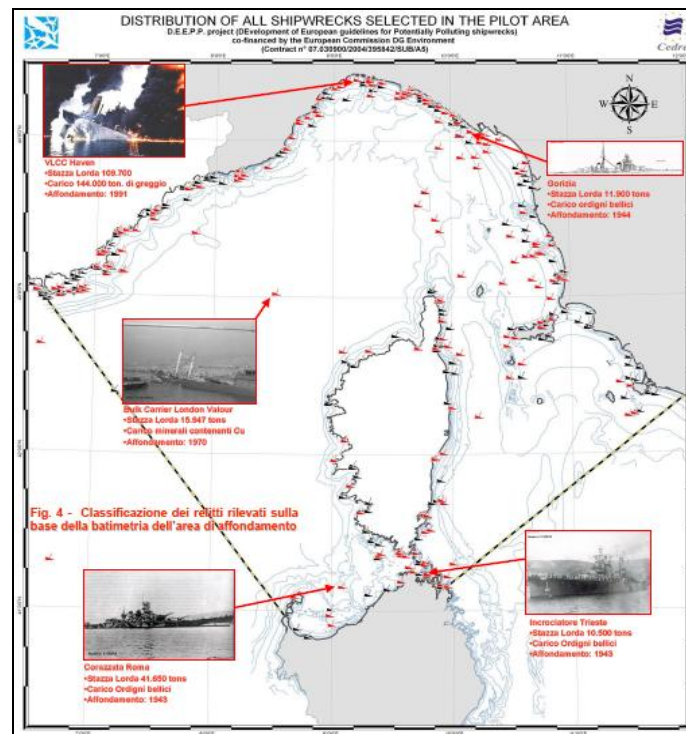 DISTRIBUTION OF ALL SHIPWRECKS SELECTED IN THE PILOT AREA
D.E.E.P.P. project (DEvelopment of European guidelines for Potentially Polluting shipwrecks)
co-financed by the European Commission DG Environment
(Contract n° 07.030900/2004/395842/SUB/A5)
Cedre
N
W E
S
VLCC Haven
•Stazza Lorda 109.700
•Carico 144.000 ton. di greggio
•Affondamento: 1991
Gorizia
•Stazza Lorda 11.900 tons
•Carico ordigni bellici
•Affondamento: 1944
Bulk Carrier London Valour
•Stazza Lorda 15.947 tons
•Carico minerali contenenti Cu
•Affondamento: 1970
Fig. 4 - Classificazione dei relitti rilevati sulla
base della batimetria dell'area di affondamento
Corazzata Roma
•Stazza Lorda 41.650 tons
•Carico Ordigni bellici
•Affondamento: 1943
Incrociatore Trieste
•Stazza Lorda 10.500 tons
•Carico Ordigni bellici
•Affondamento: 1943